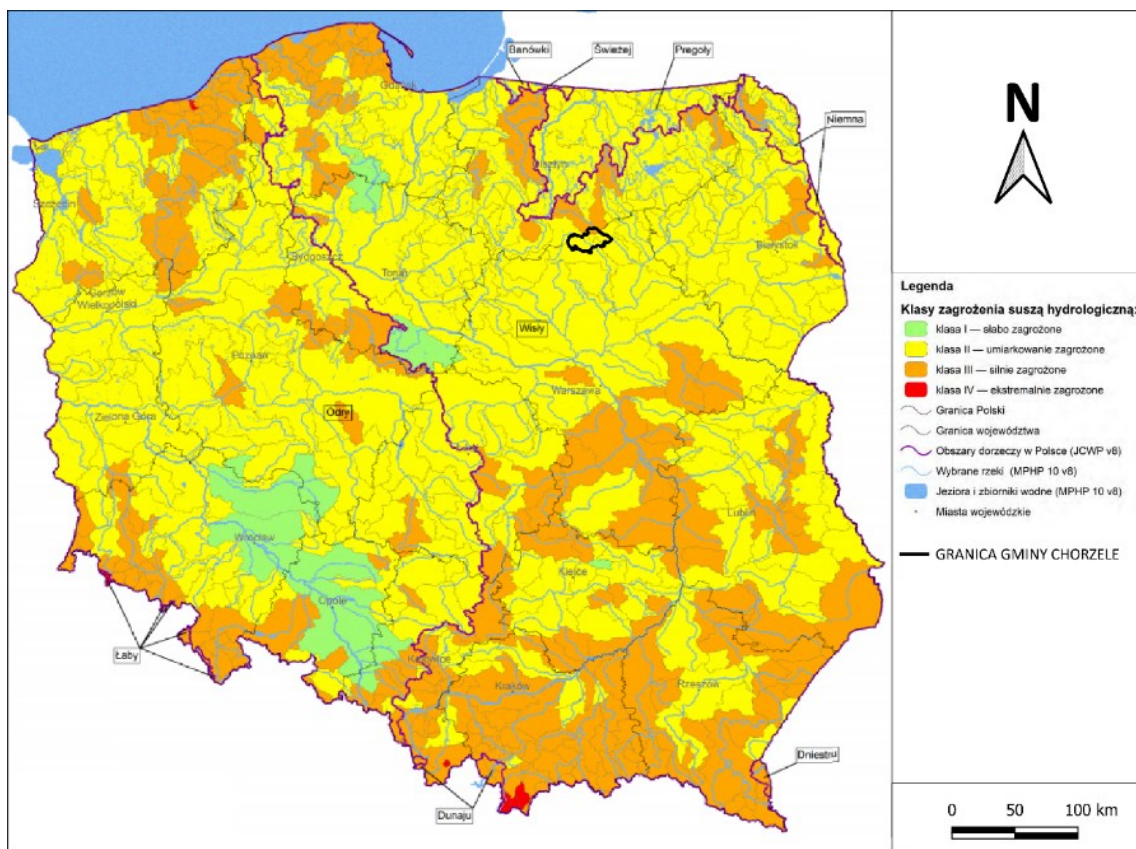 Banówki
Świeżej
Pregoły
Gdańsk
Niemna
Olsztyn
Szczecin
Białystok
Bydgoszcz
Toruń
Gorzów
Wielkopolski
Wisły
Poznań
Warszawa
Zielona Góra
Odry
Lublin
Wrocław
Kielce
Opole
Łaby
Katowice
Kraków
Rzeszów
Dniestru
Dunaju
N
Legenda
Klasy zagrożenia suszą hydrologiczną:
klasa I — słabo zagrożone
klasa II — umiarkowanie zagrożone
klasa III — silnie zagrożone
klasa IV — ekstremalnie zagrożone
Granica Polski
Granica województwa
Obszary dorzeczy w Polsce (JCWP v8)
Wybrane rzeki (MPHP 10 v8)
Jeziora i zbiorniki wodne (MPHP 10 v8)
Miasta wojewódzkie
GRANICA GMINY CHORZELE
0 50 100 km